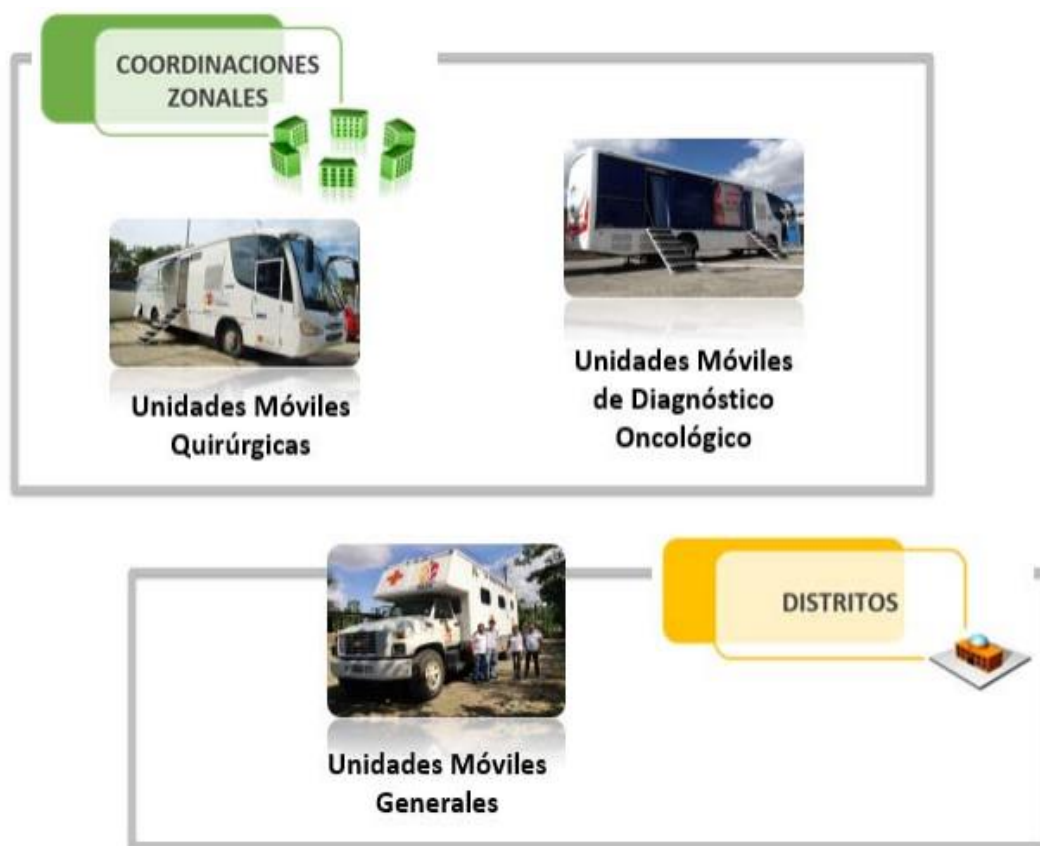 COORDINACIONES
ZONALES
Unidades Móviles
Quirúrgicas
Unidades Móviles
de Diagnóstico
Oncológico
DISTRITOS
Unidades Móviles
Generales